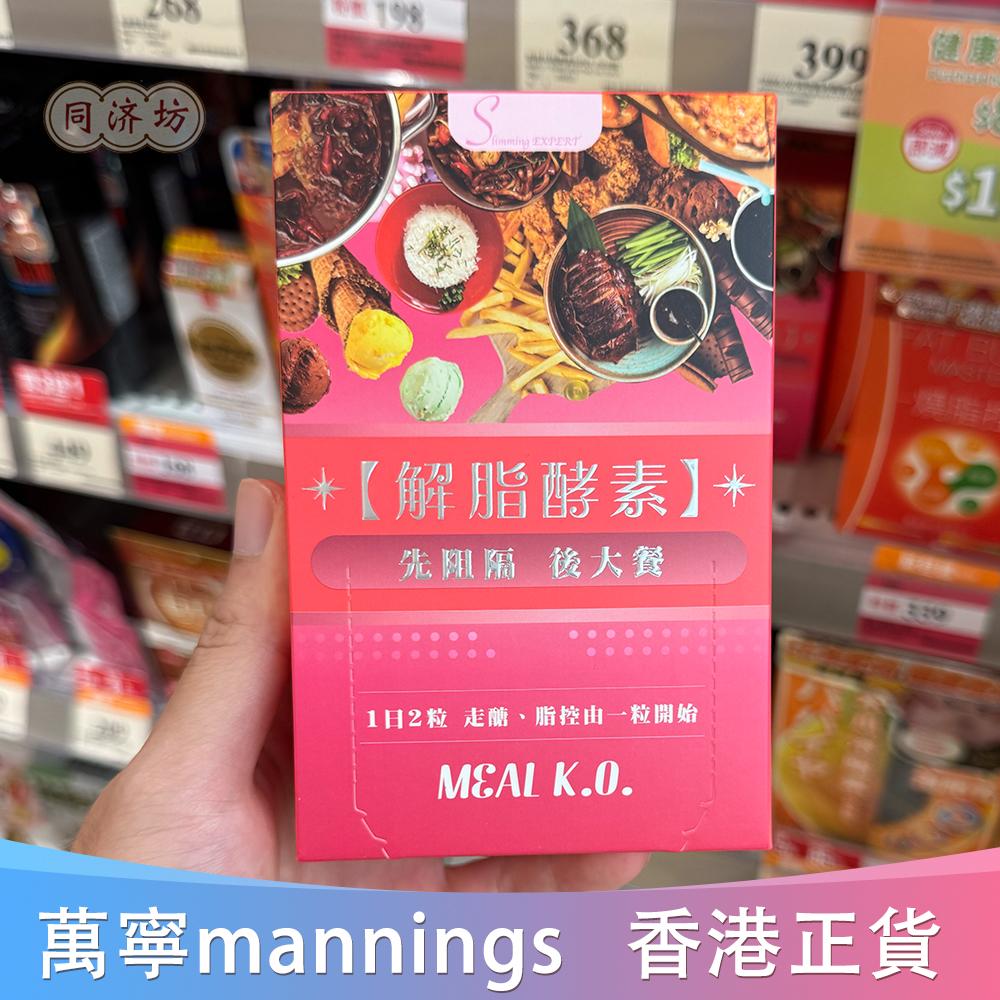 268
198
368
399
健康
同济坊
$1
Slimming EXPERT
【解脂酵素】
先阻隔 後大餐
1日2粒 走醣、脂控由一粒開始
MEAL K.O.
萬寧mannings 香港正貨